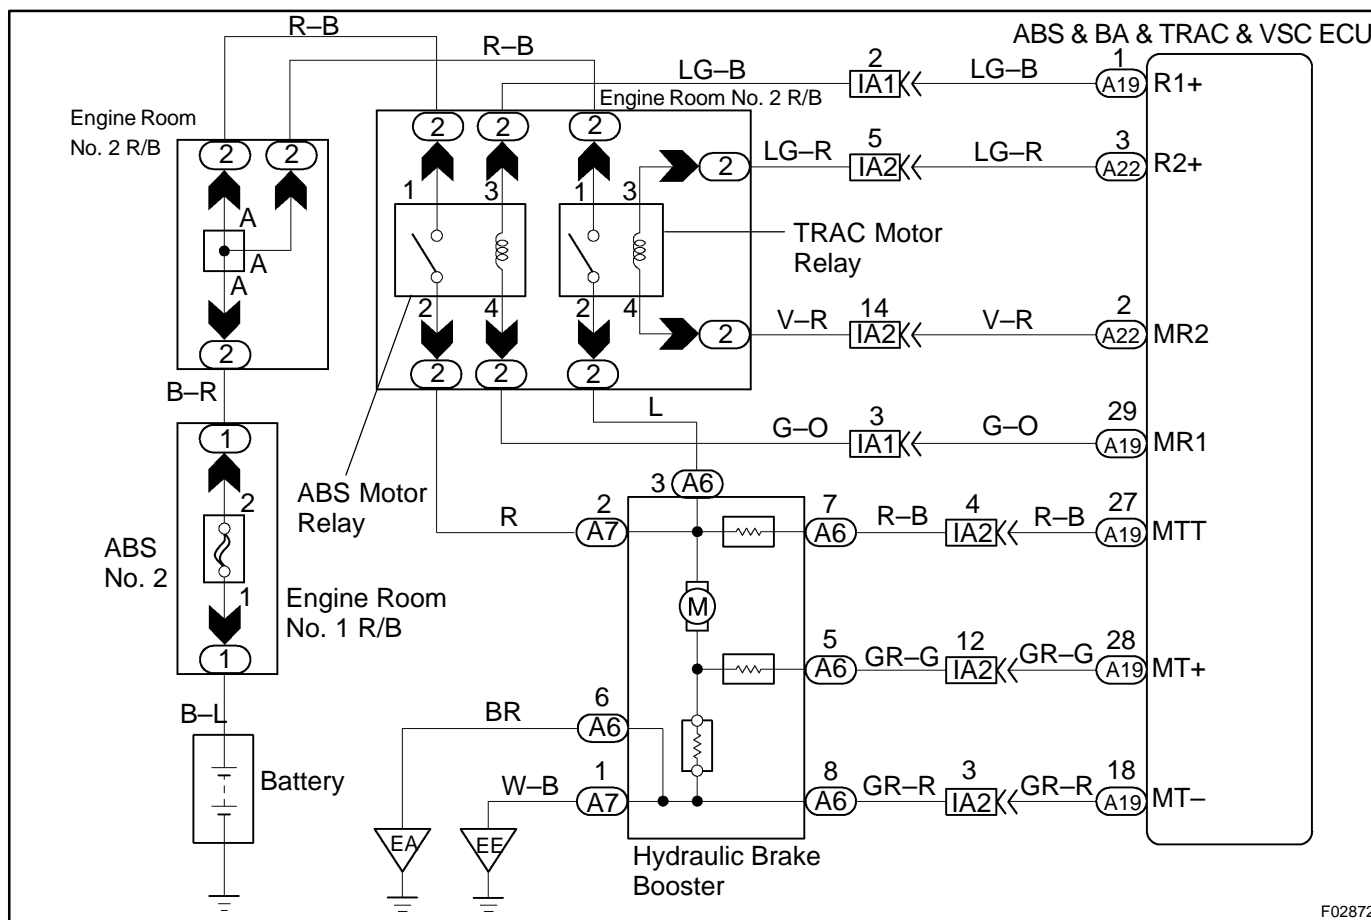 ABS & BA & TRAC & VSC ECU
R–B
R–B
LG–B
2
IA1
LG–B
1
A19
R1+
Engine Room
No. 2 R/B
Engine Room No. 2 R/B
2
2
2
2
2
5
3
2
LG–R
IA2
LG–R
A22
R2+
1
3
1
3
A
A
A
TRAC Motor
Relay
2
4
2
4
14
2
2
V–R
IA2
V–R
A22
MR2
2
2
2
2
B–R
L
3
29
G–O
IA1
G–O
A19
MR1
1
ABS Motor
Relay
3
A6
2
R
2
A7
7
A6
R–B
4
IA2
R–B
27
A19
MTT
ABS
No. 2
1
Engine Room
No. 1 R/B
M
1
5
A6
GR–G
12
IA2
GR–G
28
A19
MT+
B–L
BR
6
A6
Battery
W–B
1
A7
8
A6
GR–R
3
IA2
GR–R
18
A19
MT–
EA
EE
Hydraulic Brake
Booster
F02872